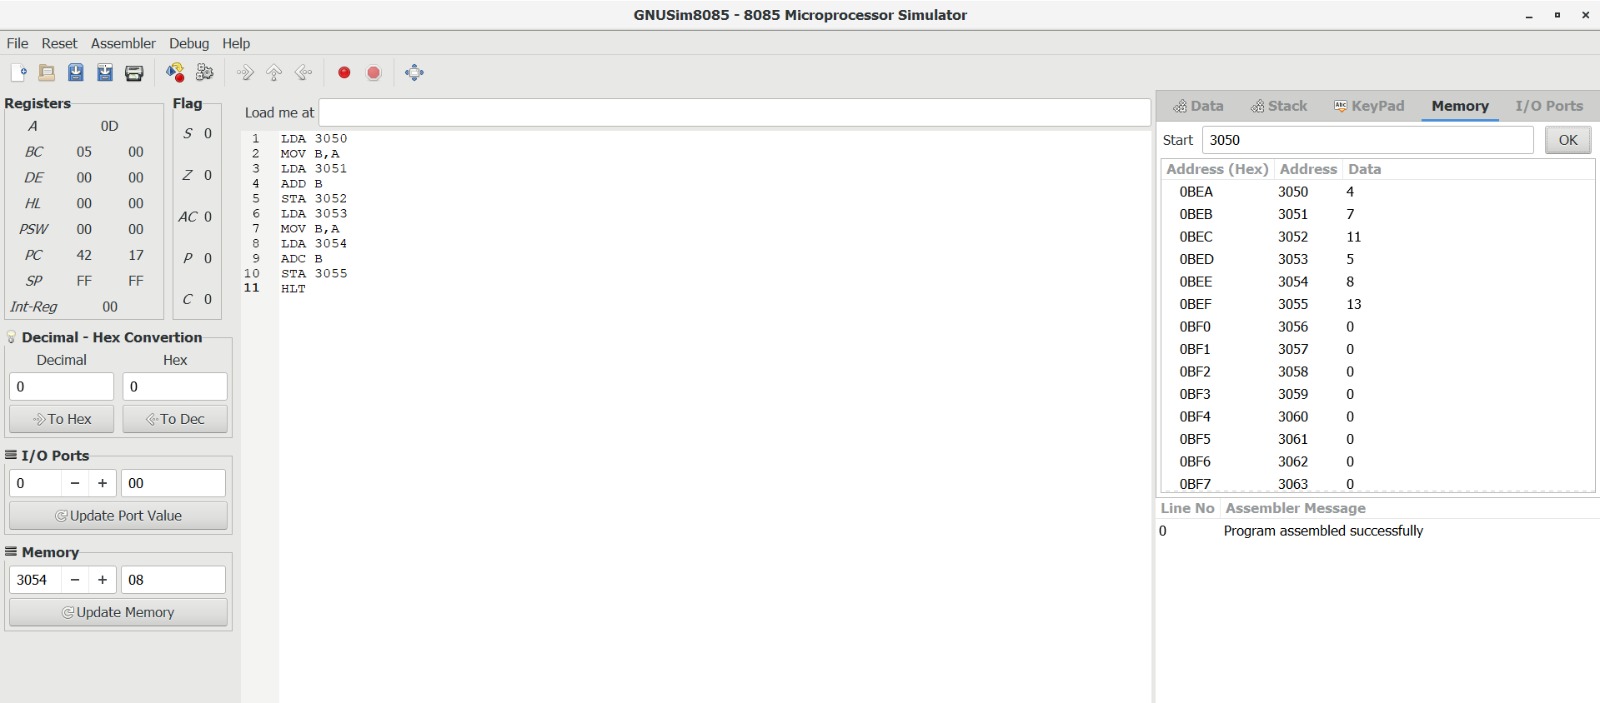 GNUSim8085 - 8085 Microprocessor Simulator
File Reset Assembler Debug Help
Registers
A 0D
BC 05 00
DE 00 00
HL 00 00
PSW 00 00
PC 42 17
SP FF FF
Int-Reg 00
Flag
S 0
Z 0
AC 0
P 0
C 0
Decimal - Hex Convertion
Decimal Hex
0 0
To Hex To Dec
I/O Ports
0 - + 00
Update Port Value
Memory
3054 - + 08
Update Memory
Load me at
1 LDA 3050
2 MOV B,A
3 LDA 3051
4 ADD B
5 STA 3052
6 LDA 3053
7 MOV B,A
8 LDA 3054
9 ADC B
10 STA 3055
11 HLT
Data Stack KeyPad Memory I/O Ports
Start 3050 OK
Address (Hex) Address Data
0BEA 3050 4
0BEB 3051 7
0BEC 3052 11
0BED 3053 5
0BEE 3054 8
0BEF 3055 13
0BF0 3056 0
0BF1 3057 0
0BF2 3058 0
0BF3 3059 0
0BF4 3060 0
0BF5 3061 0
0BF6 3062 0
0BF7 3063 0
Line No Assembler Message
0 Program assembled successfully